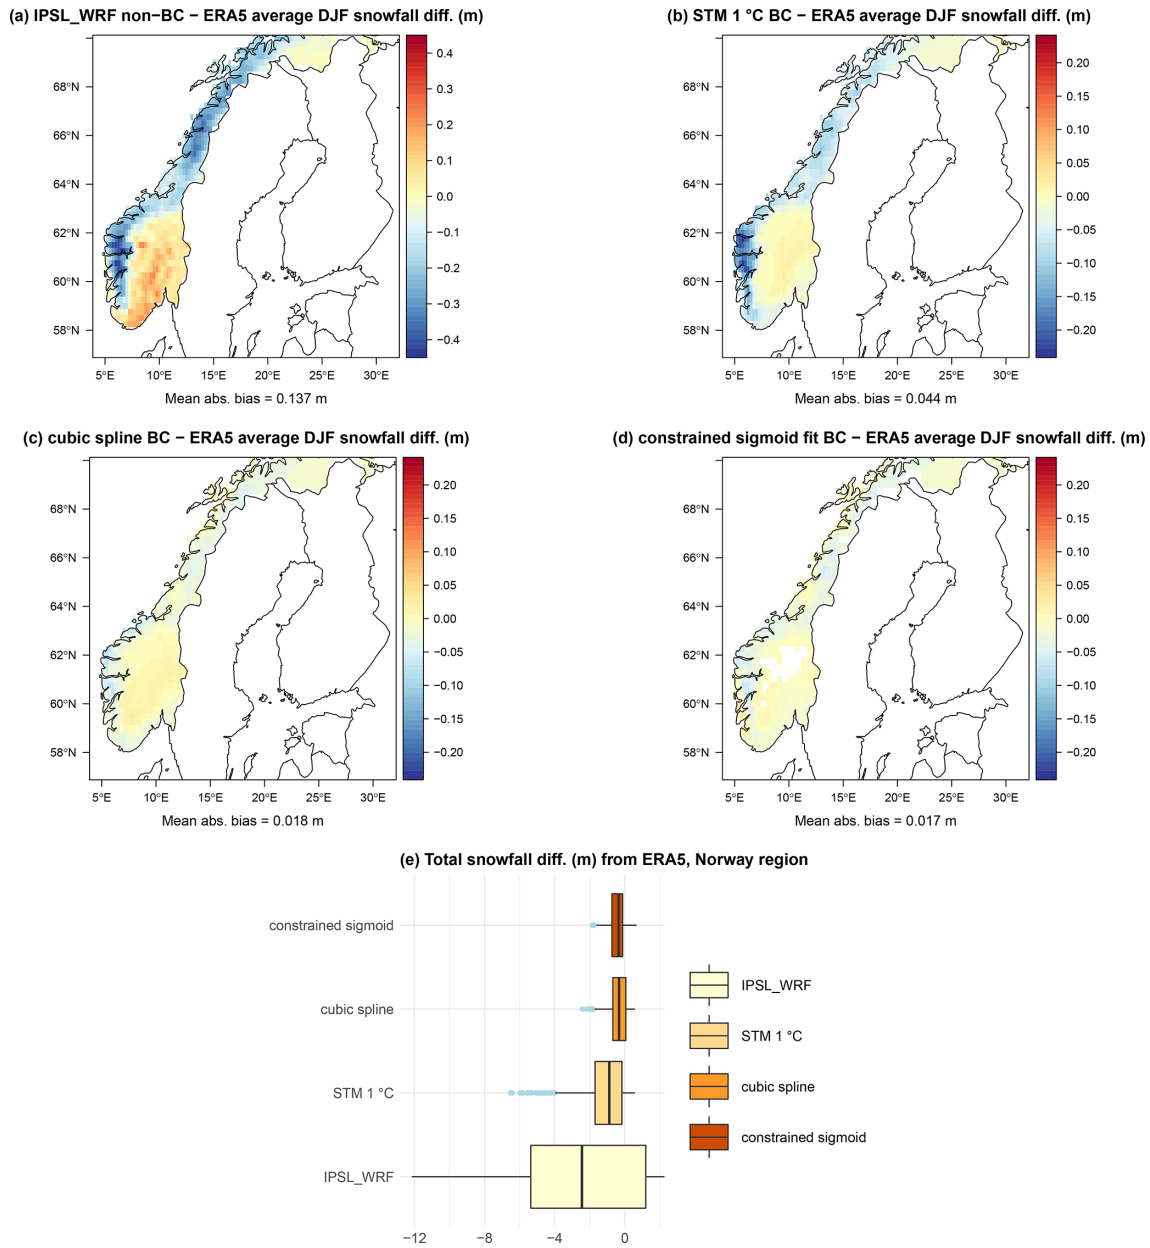 (a) IPSL_WRF non−BC − ERA5 average DJF snowfall diff. (m)
68°N
66°N
64°N
62°N
60°N
58°N
5°E 10°E 15°E 20°E 25°E 30°E
0.4
0.3
0.2
0.1
0.0
−0.1
−0.2
−0.3
−0.4
Mean abs. bias = 0.137 m
(b) STM 1 °C BC − ERA5 average DJF snowfall diff. (m)
68°N
66°N
64°N
62°N
60°N
58°N
5°E 10°E 15°E 20°E 25°E 30°E
0.20
0.15
0.10
0.05
0.00
−0.05
−0.10
−0.15
−0.20
Mean abs. bias = 0.044 m
(c) cubic spline BC − ERA5 average DJF snowfall diff. (m)
68°N
66°N
64°N
62°N
60°N
58°N
5°E 10°E 15°E 20°E 25°E 30°E
0.20
0.15
0.10
0.05
0.00
−0.05
−0.10
−0.15
−0.20
Mean abs. bias = 0.018 m
(d) constrained sigmoid fit BC − ERA5 average DJF snowfall diff. (m)
68°N
66°N
64°N
62°N
60°N
58°N
5°E 10°E 15°E 20°E 25°E 30°E
0.20
0.15
0.10
0.05
0.00
−0.05
−0.10
−0.15
−0.20
Mean abs. bias = 0.017 m
(e) Total snowfall diff. (m) from ERA5, Norway region
constrained sigmoid
cubic spline
STM 1 °C
IPSL_WRF
−12 −8 −4 0
IPSL_WRF
STM 1 °C
cubic spline
constrained sigmoid